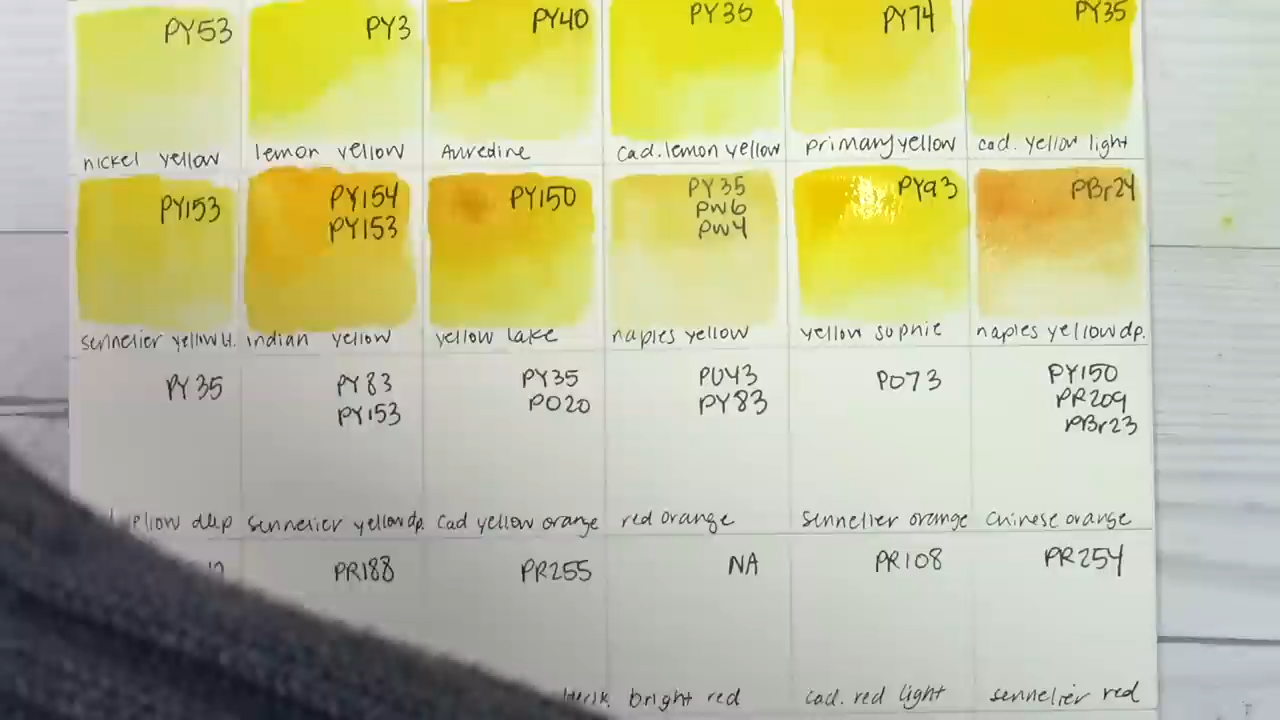 PY53
PY3
PY40
PY35
PY74
PY35
nickel yellow
lemon yellow
Auredine
cad.lemon yellow
primary yellow
cad. yellow light
PY153
PY154
PY153
PY150
PY35
PW6
PW4
PY93
PBr24
sennelier yellow lt.
indian yellow
yellow lake
naples yellow
yellow sophie
naples yellow dp.
PY35
PY83
PY153
PY35
PO20
PO43
PY83
PO73
PY150
PR209
PBr23
deep
sennelier yellow dp.
Cad yellow orange
red orange
sennelier orange
chinese orange
PR188
PR255
NA
PR108
PR254
bright red
cad. red light
sennelier red